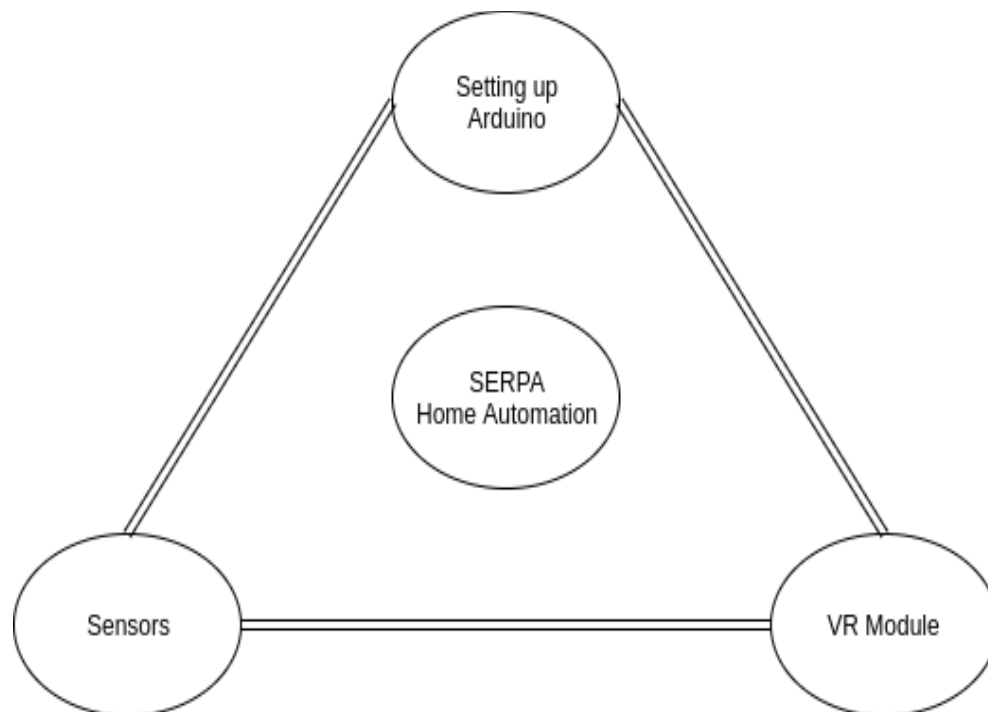 Setting up
Arduino
SERPA
Home Automation
Sensors
VR Module